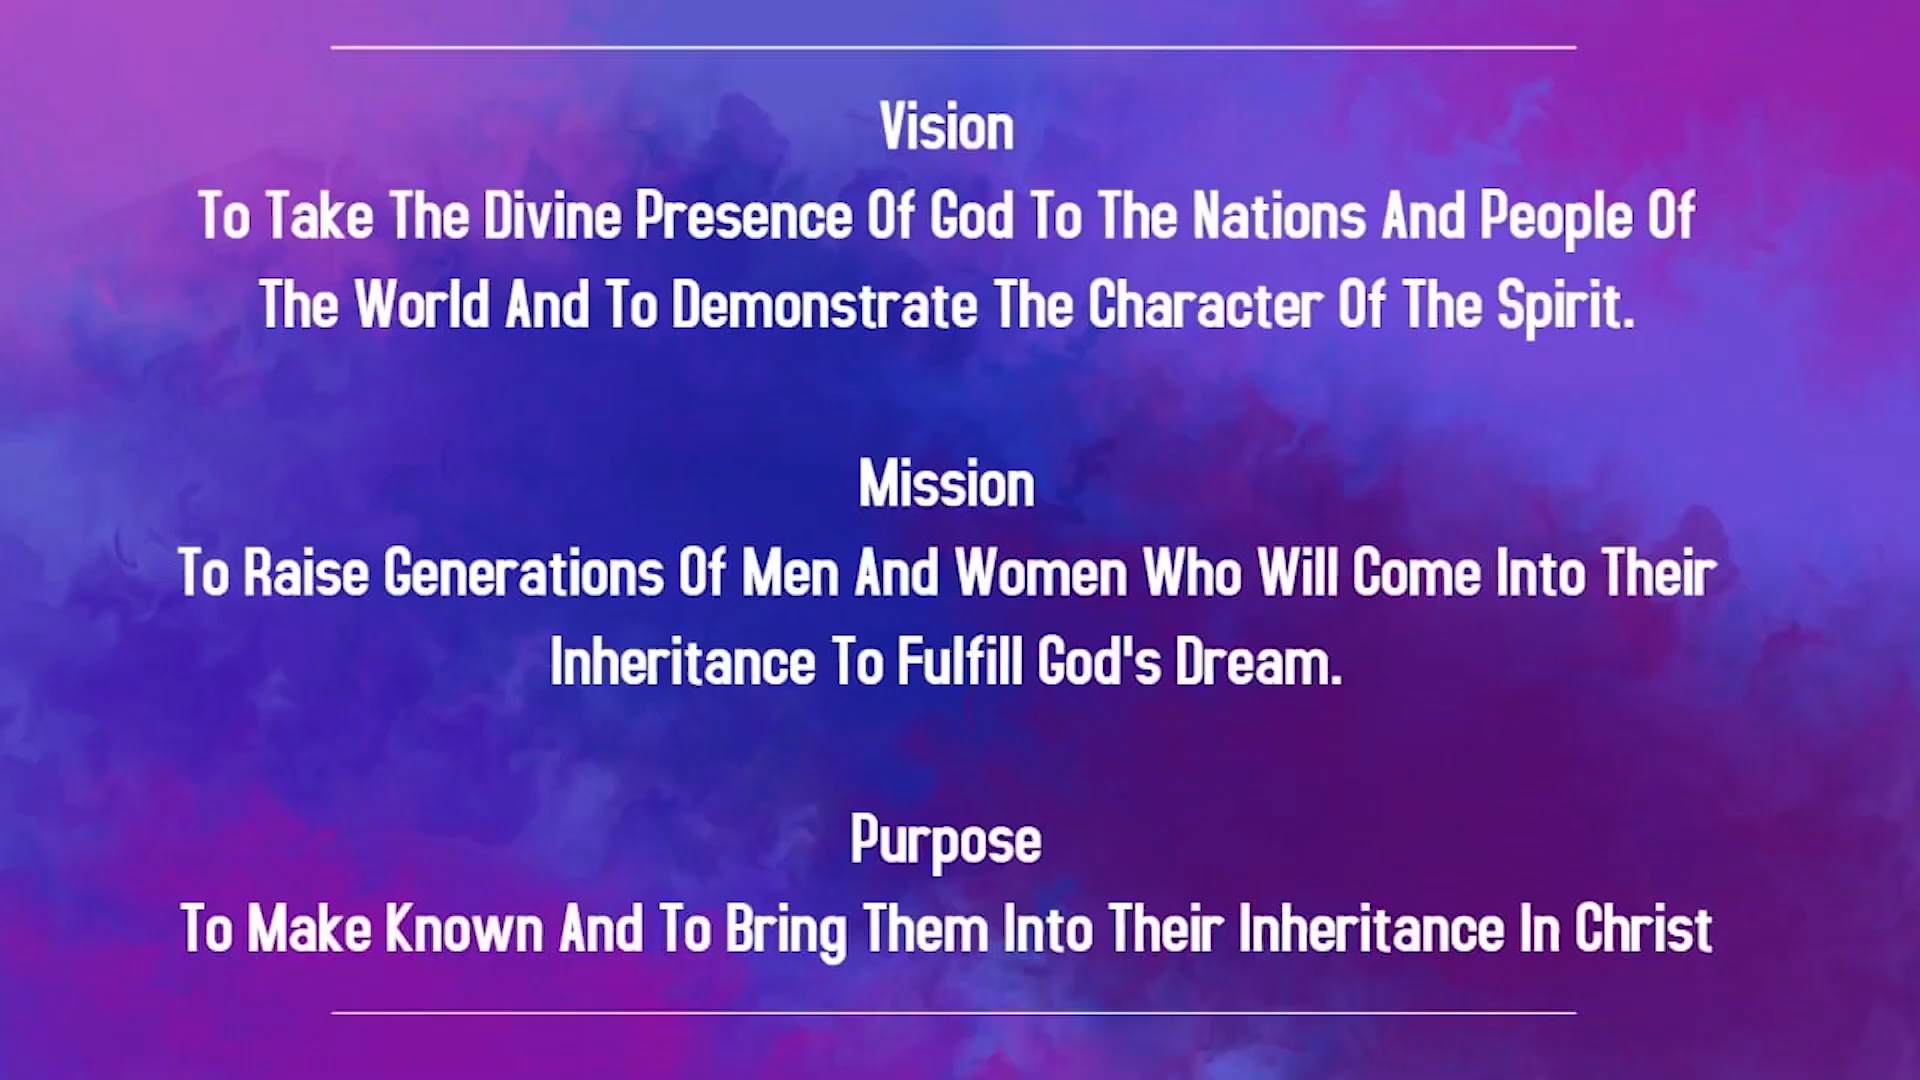 Vision
To Take The Divine Presence Of God To The Nations And People Of
The World And To Demonstrate The Character Of The Spirit.
Mission
To Raise Generations Of Men And Women Who Will Come Into Their
Inheritance To Fulfill God's Dream.
Purpose
To Make Known And To Bring Them Into Their Inheritance In Christ